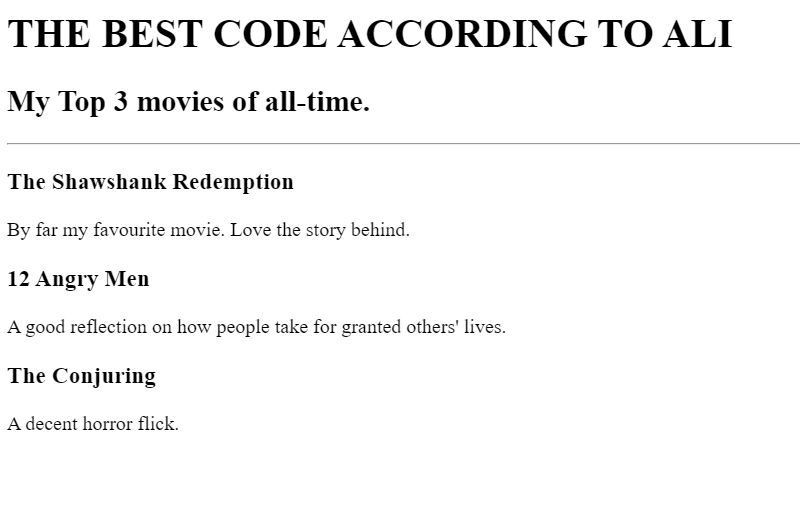 THE BEST CODE ACCORDING TO ALI
My Top 3 movies of all-time.
The Shawshank Redemption
By far my favourite movie. Love the story behind.
12 Angry Men
A good reflection on how people take for granted others' lives.
The Conjuring
A decent horror flick.